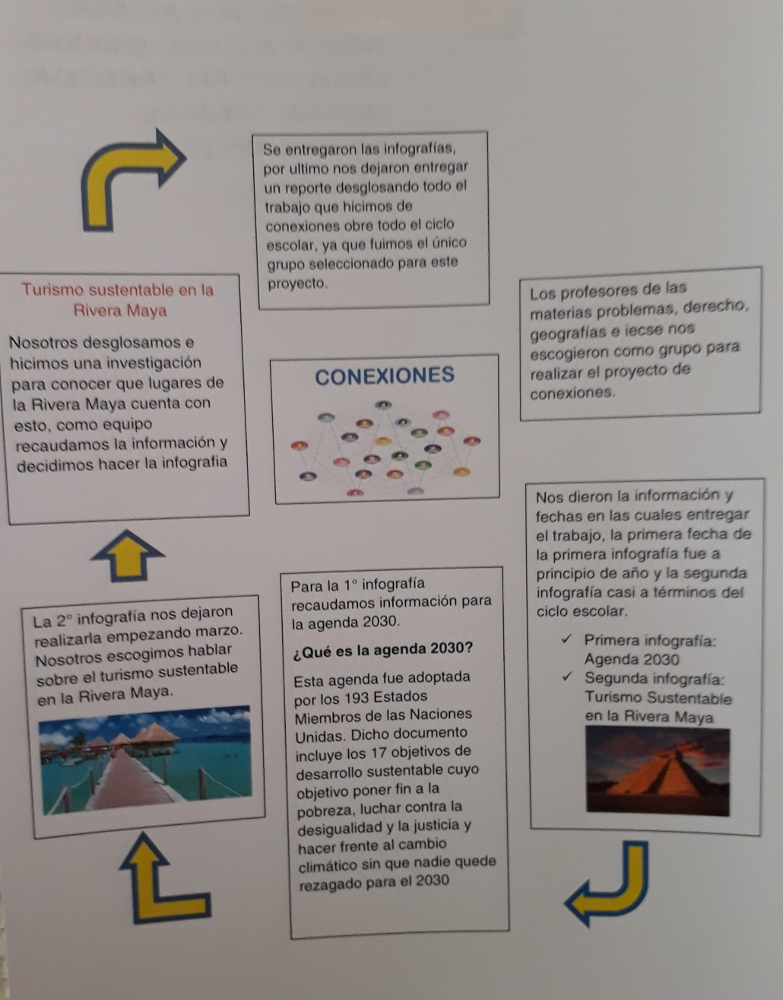 Se entregaron las infografías,
por ultimo nos dejaron entregar
un reporte desglosando todo el
trabajo que hicimos de
conexiones obre todo el ciclo
escolar, ya que fuimos el único
grupo seleccionado para este
proyecto.
Turismo sustentable en la
Rivera Maya
Nosotros desglosamos e
hicimos una investigación
para conocer que lugares de
la Rivera Maya cuenta con
esto, como equipo
recaudamos la información y
decidimos hacer la infografia
CONEXIONES
Los profesores de las
materias problemas, derecho,
geografías e iecse nos
escogieron como grupo para
realizar el proyecto de
conexiones.
Nos dieron la información y
fechas en las cuales entregar
el trabajo, la primera fecha de
la primera infografía fue a
principio de año y la segunda
infografía casi a términos del
ciclo escolar.
✓ Primera infografía:
Agenda 2030
✓ Segunda infografía:
Turismo Sustentable
en la Rivera Maya
Para la 1° infografía
recaudamos información para
la agenda 2030.
¿Qué es la agenda 2030?
Esta agenda fue adoptada
por los 193 Estados
Miembros de las Naciones
Unidas. Dicho documento
incluye los 17 objetivos de
desarrollo sustentable cuyo
objetivo poner fin a la
pobreza, luchar contra la
desigualdad y la justicia y
hacer frente al cambio
climático sin que nadie quede
rezagado para el 2030
La 2° infografía nos dejaron
realizarla empezando marzo.
Nosotros escogimos hablar
sobre el turismo sustentable
en la Rivera Maya.